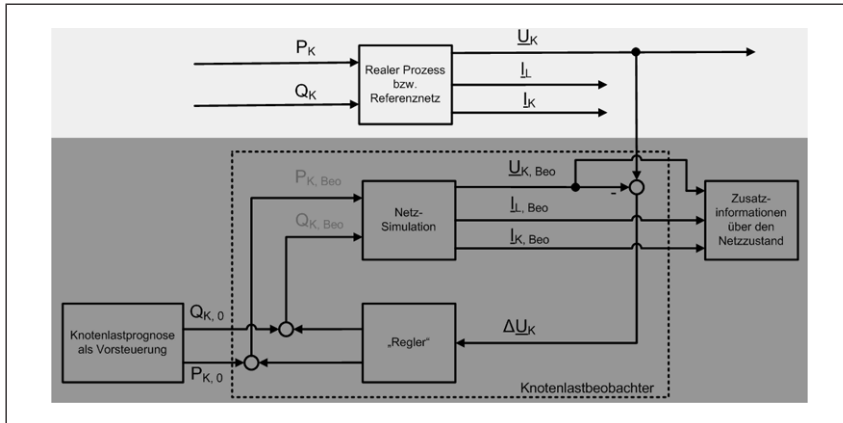 P_K
Q_K
Realer Prozess
bzw.
Referenznetz
U_K
I_L
I_K
P_K, Beo
Q_K, Beo
Netz-
Simulation
U_K, Beo
I_L, Beo
I_K, Beo
-
Zusatz-
informationen
über den
Netzzustand
Knotenlastprognose
als Vorsteuerung
Q_K, 0
P_K, 0
„Regler“
ΔU_K
Knotenlastbeobachter